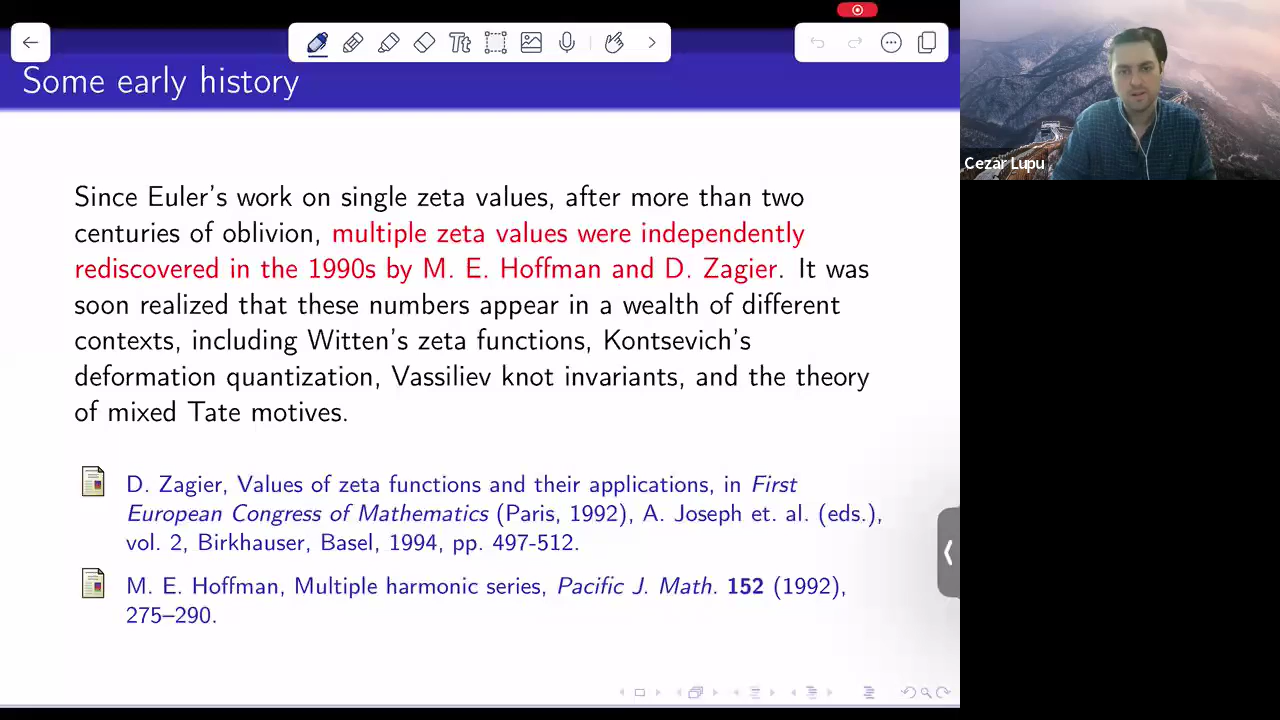 Tt
Some early history
Cezar Lupu
Since Euler's work on single zeta values, after more than two
centuries of oblivion, multiple zeta values were independently
rediscovered in the 1990s by M. E. Hoffman and D. Zagier. It was
soon realized that these numbers appear in a wealth of different
contexts, including Witten's zeta functions, Kontsevich's
deformation quantization, Vassiliev knot invariants, and the theory
of mixed Tate motives.
D. Zagier, Values of zeta functions and their applications, in First
European Congress of Mathematics (Paris, 1992), A. Joseph et. al. (eds.),
vol. 2, Birkhauser, Basel, 1994, pp. 497-512.
M. E. Hoffman, Multiple harmonic series, Pacific J. Math. 152 (1992),
275–290.